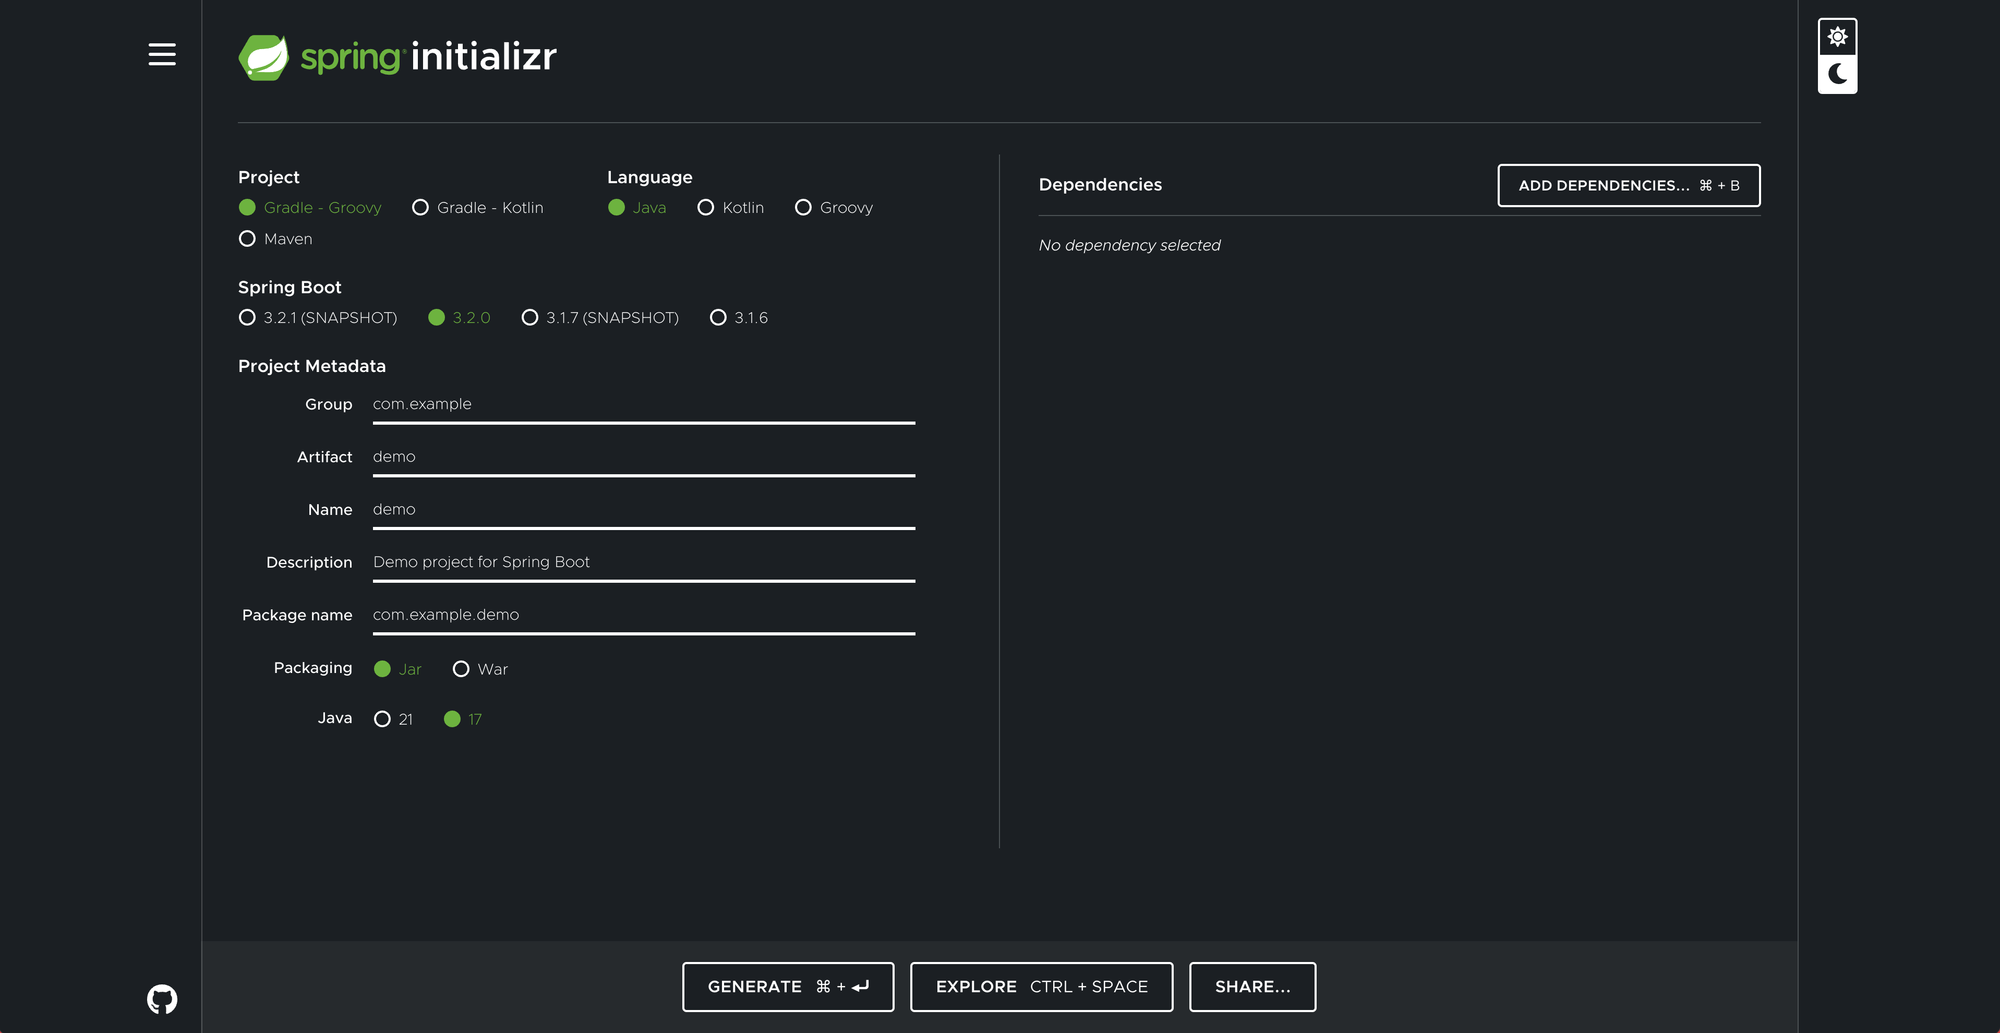 spring initializr
Project
Gradle - Groovy Gradle - Kotlin
Maven
Language
Java Kotlin Groovy
Spring Boot
3.2.1 (SNAPSHOT) 3.2.0 3.1.7 (SNAPSHOT) 3.1.6
Project Metadata
Group com.example
Artifact demo
Name demo
Description Demo project for Spring Boot
Package name com.example.demo
Packaging Jar War
Java 21 17
Dependencies
ADD DEPENDENCIES... ⌘ + B
No dependency selected
GENERATE ⌘ + ⏎
EXPLORE CTRL + SPACE
SHARE...